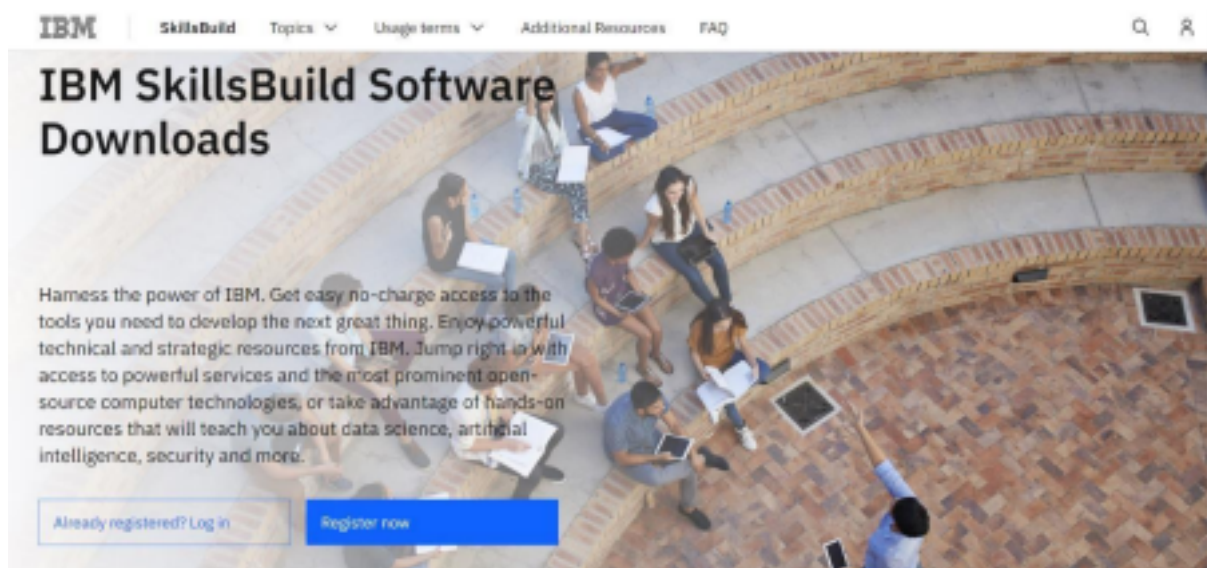 IBM
SkillsBuild
Topics
Usage terms
Additional Resources
FAQ
IBM SkillsBuild Software
Downloads
Harness the power of IBM. Get easy no-charge access to the
tools you need to develop the next great thing. Enjoy powerful
technical and strategic resources from IBM. Jump right in with
access to powerful services and the most prominent open-
source computer technologies, or take advantage of hands-on
resources that will teach you about data science, artificial
intelligence, security and more.
Already registered? Log in
Register now